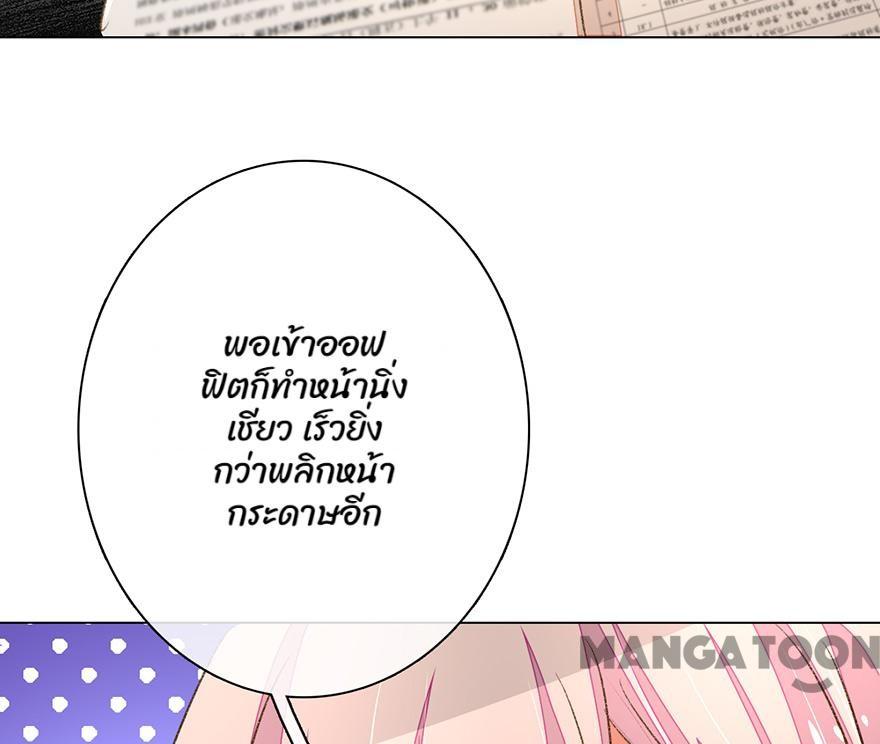 พอเข้าออฟ
ฟิตก็ทำหน้านิ่ง
เชียว เร็วยิ่ง
กว่าพลิกหน้า
กระดาษอีก
MANGATOON